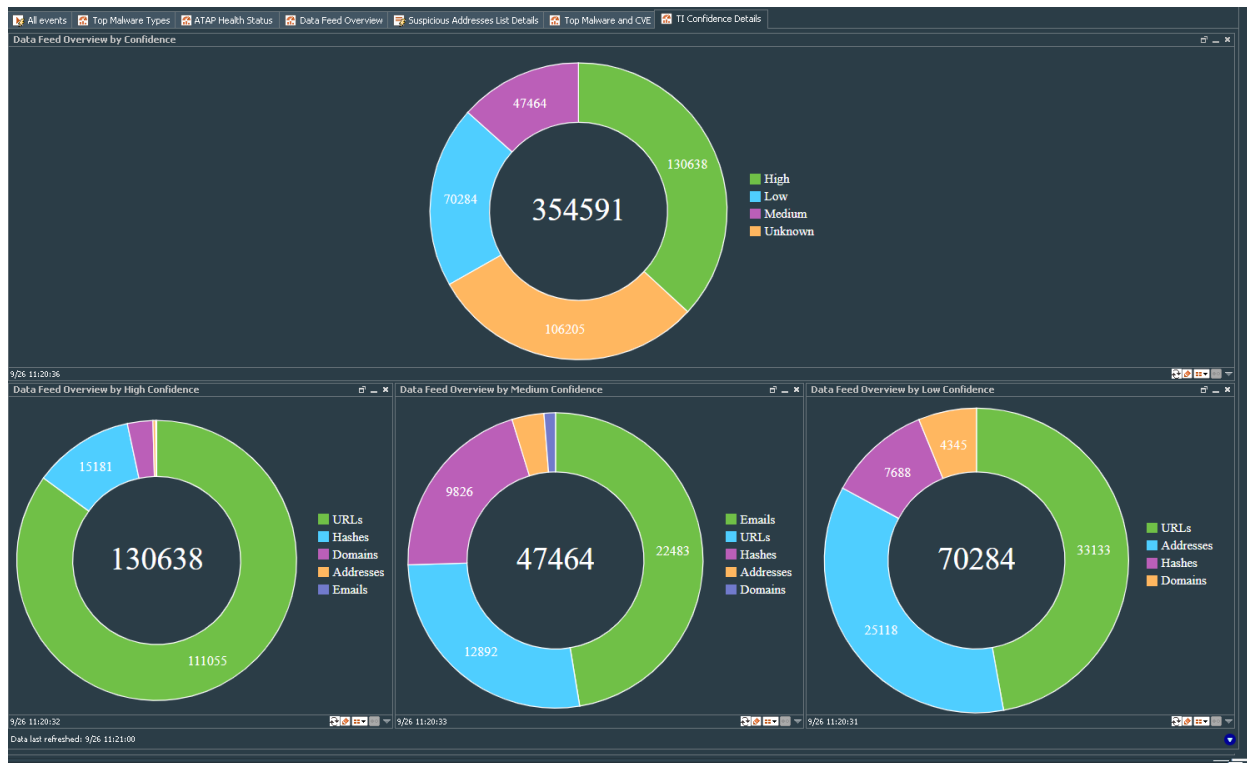 All events Top Malware Types ATAP Health Status Data Feed Overview Suspicious Addresses List Details Top Malware and CVE TI Confidence Details
Data Feed Overview by Confidence
47464
130638
70284
354591
106205
High
Low
Medium
Unknown
9/26 11:20:36
Data Feed Overview by High Confidence
15181
130638
111055
URLs
Hashes
Domains
Addresses
Emails
9/26 11:20:32
Data Feed Overview by Medium Confidence
9826
22483
47464
12892
Emails
URLs
Hashes
Addresses
Domains
9/26 11:20:33
Data Feed Overview by Low Confidence
4345
7688
33133
70284
25118
URLs
Addresses
Hashes
Domains
9/26 11:20:31
Data last refreshed: 9/26 11:21:00